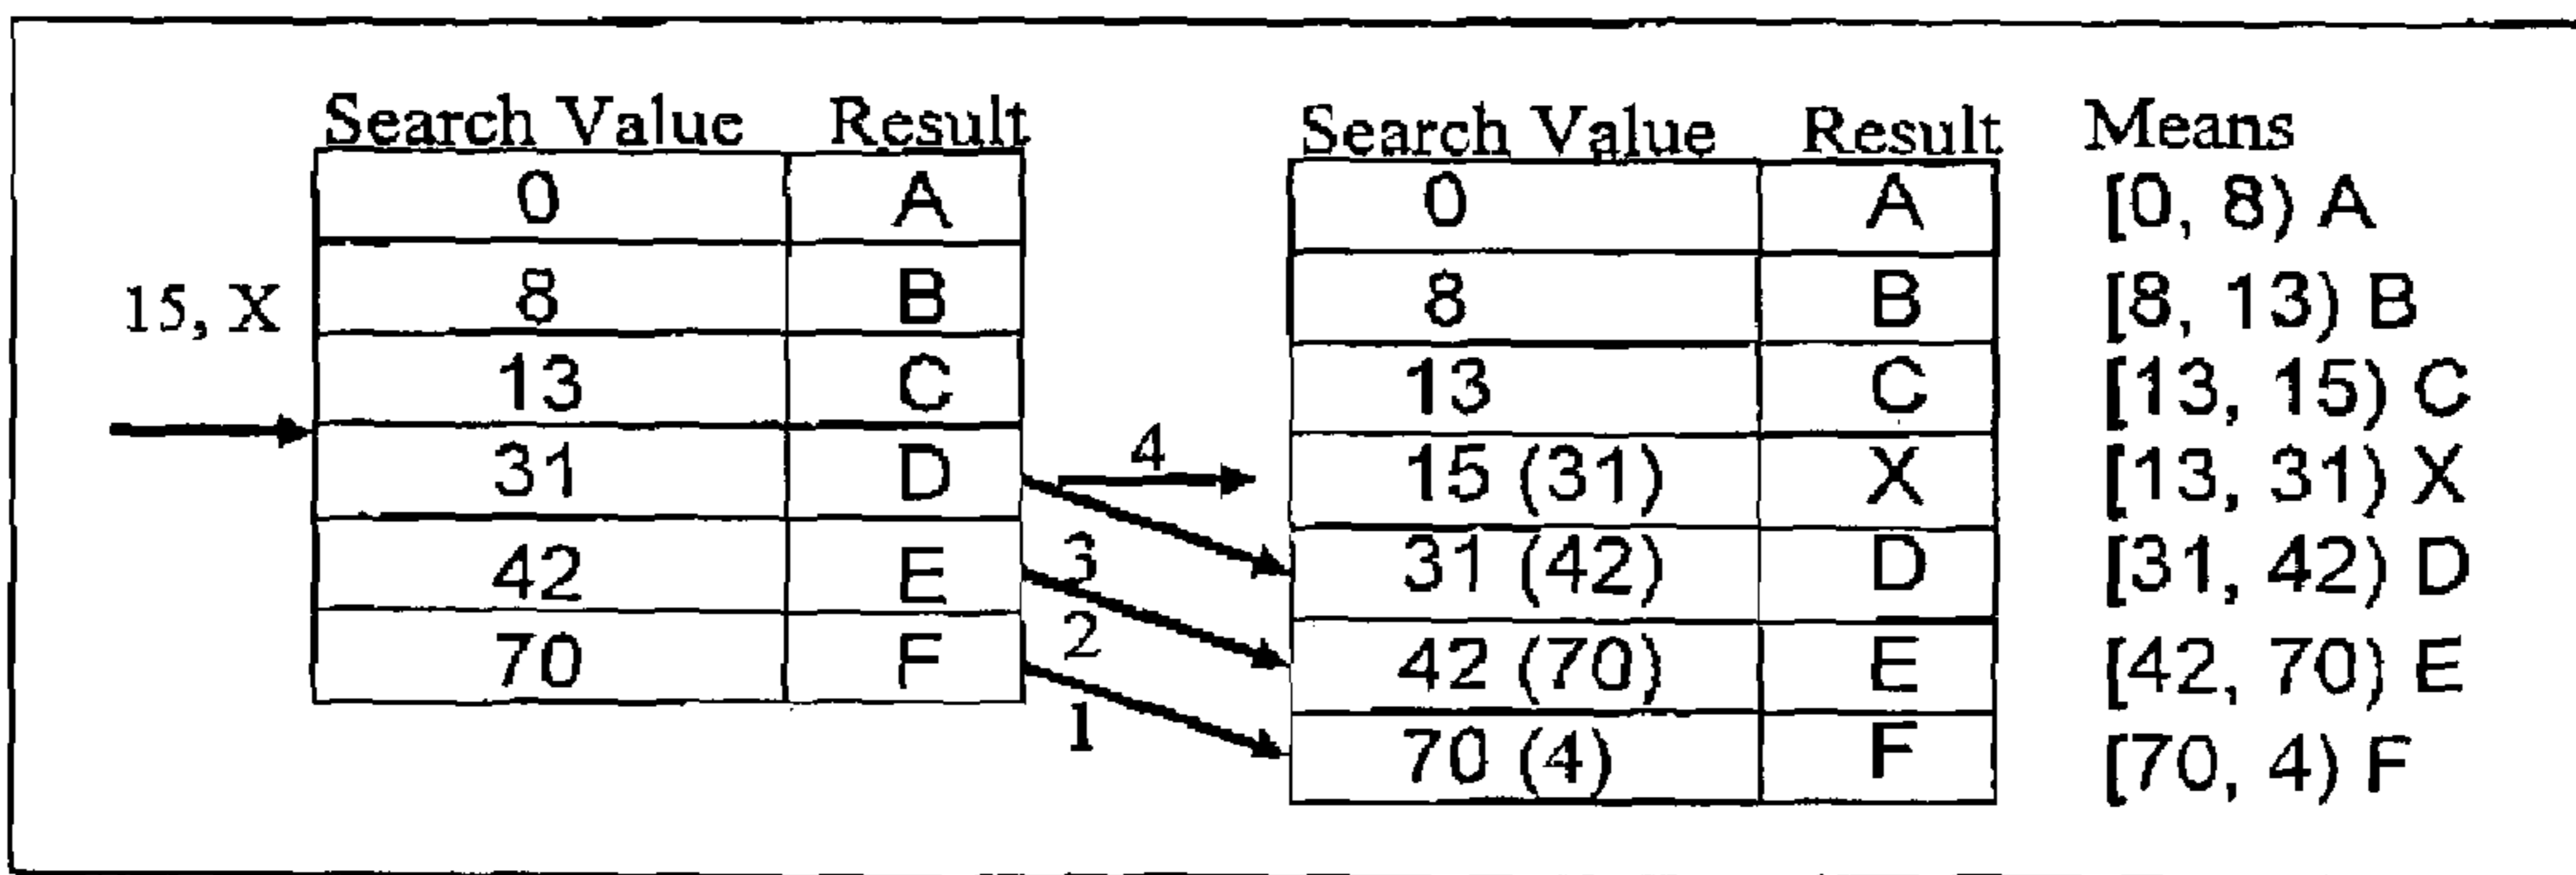 Search Value Result Search Value Result Means
0 A 0 A [0, 8) A
15, X 8 B 8 B [8, 13) B
13 C 13 C [13, 15) C
31 D 4 15 (31) X [13, 31) X
42 E 3 31 (42) D [31, 42) D
70 F 2 42 (70) E [42, 70) E
1 70 (4) F [70, 4) F